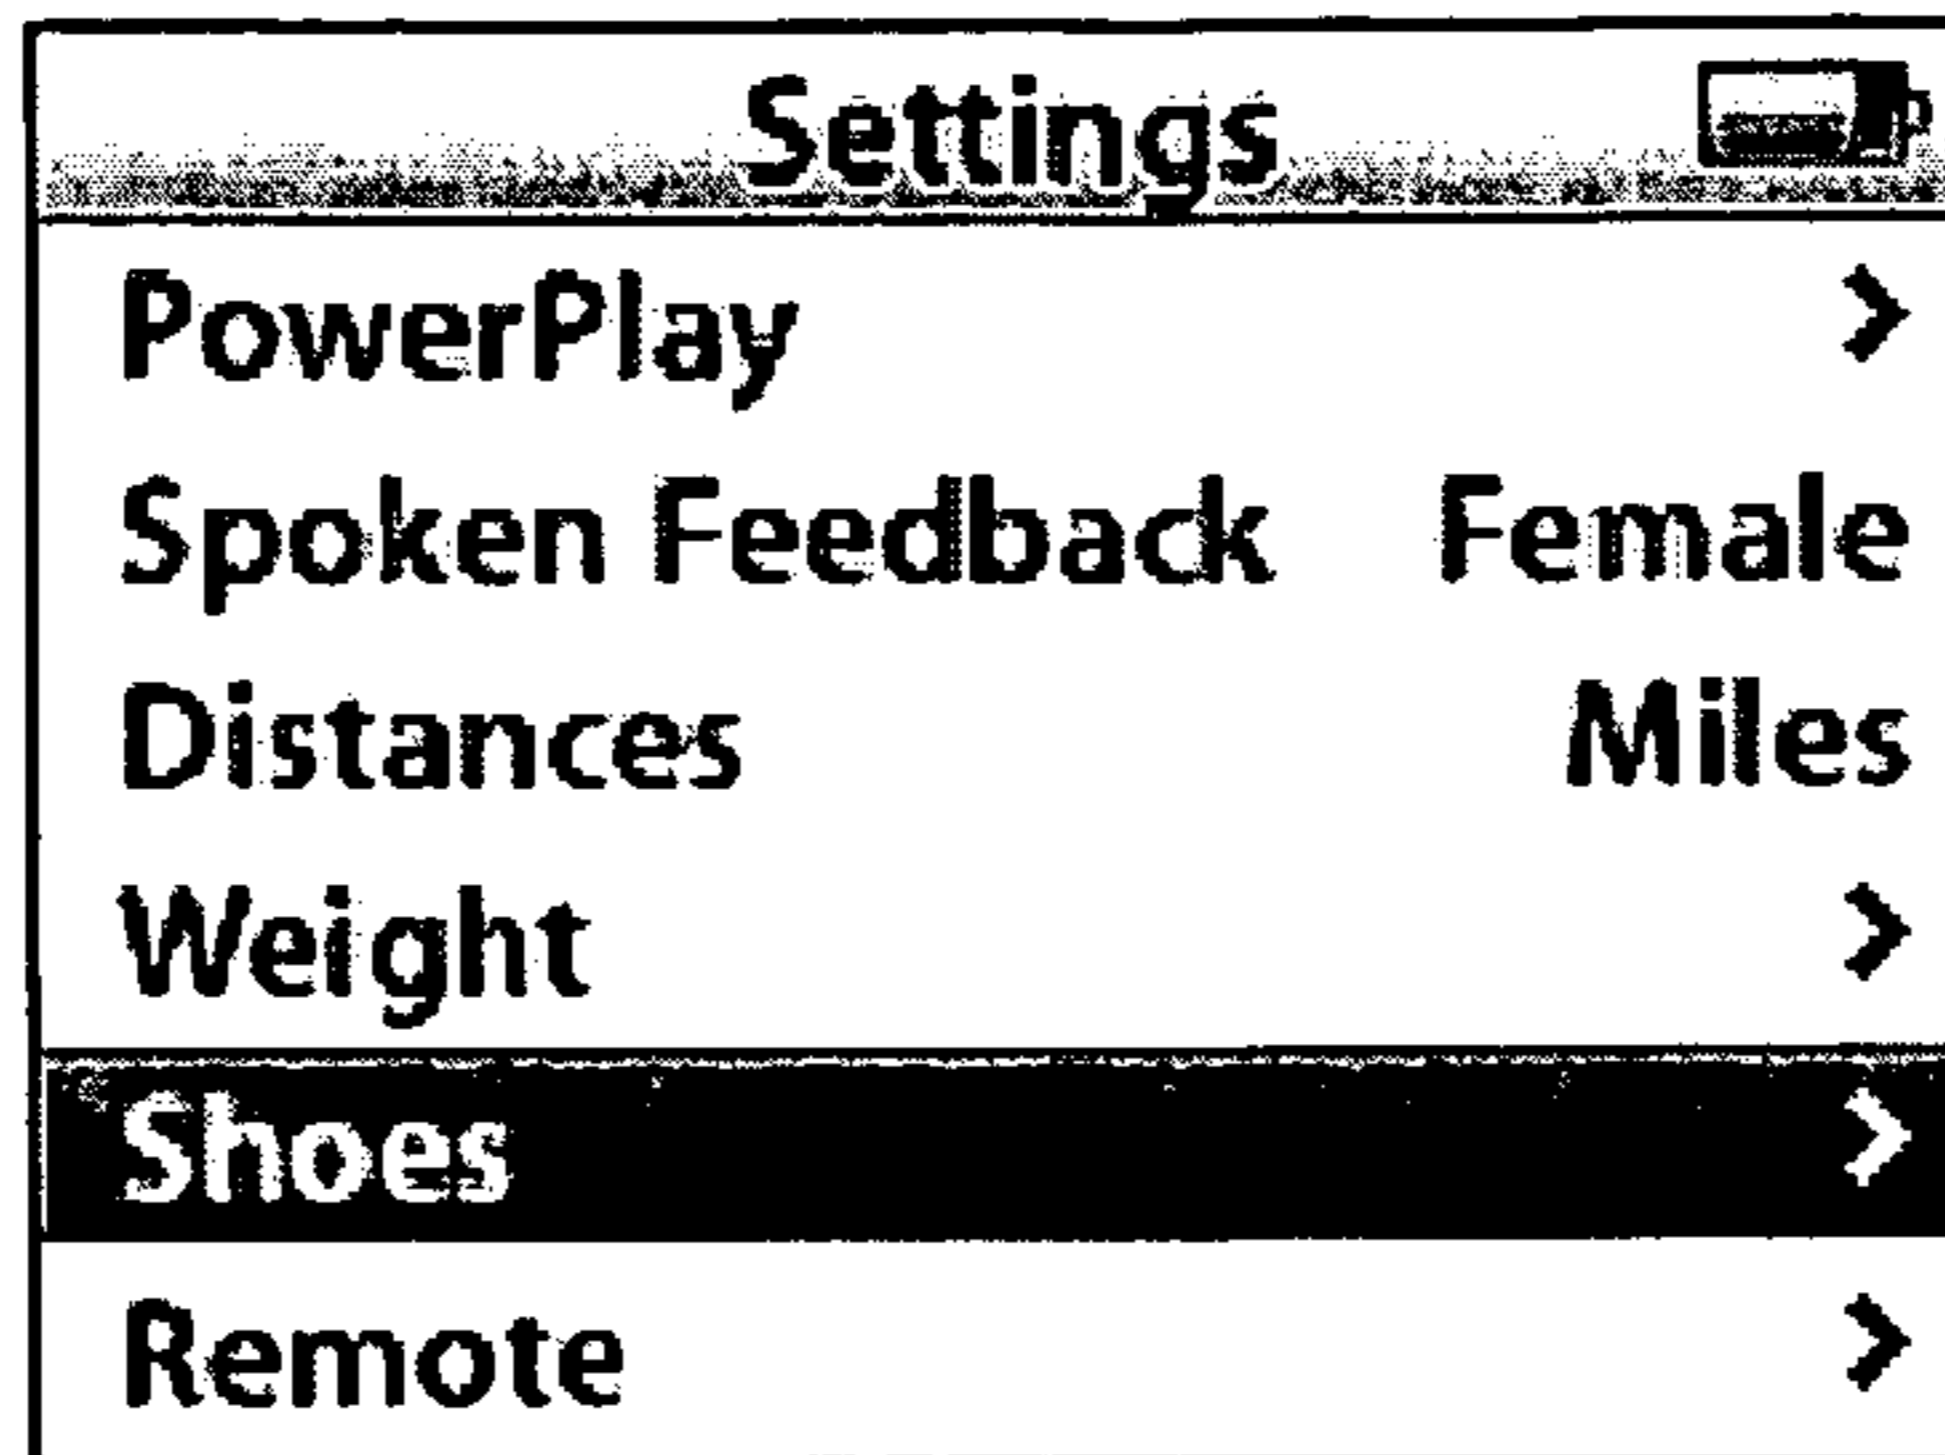 Settings
PowerPlay >
Spoken Feedback Female
Distances Miles
Weight >
Shoes >
Remote >